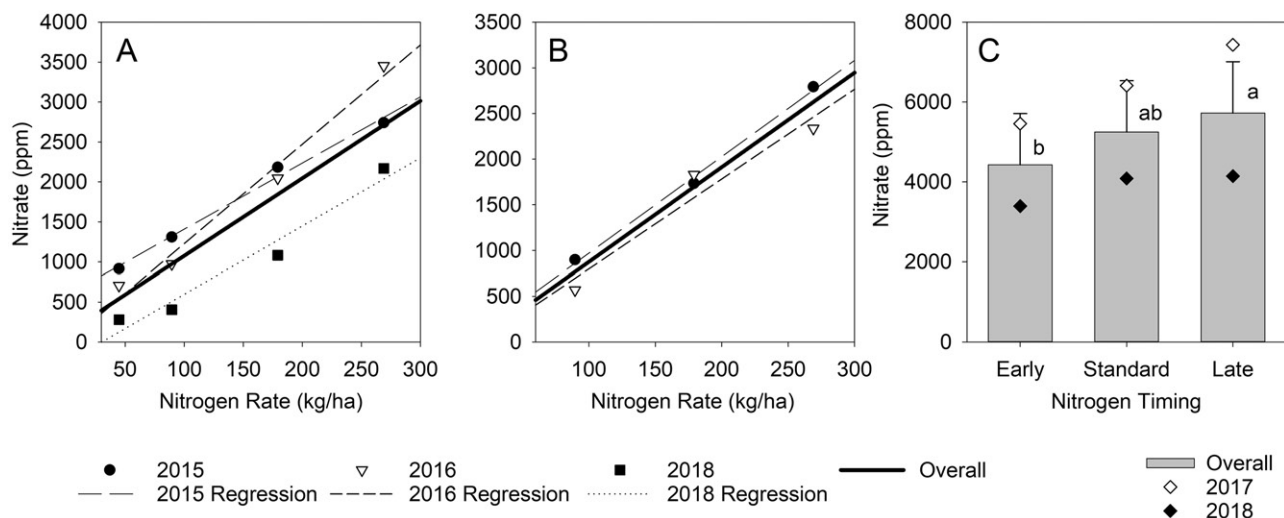 A
Nitrate (ppm)
4000
3500
3000
2500
2000
1500
1000
500
0
50 100 150 200 250 300
Nitrogen Rate (kg/ha)
B
3500
3000
2500
2000
1500
1000
500
0
50 100 150 200 250 300
Nitrogen Rate (kg/ha)
C
Nitrate (ppm)
8000
6000
4000
2000
0
b
ab
a
Early Standard Late
Nitrogen Timing
2015 2016 2018 Overall
2015 Regression 2016 Regression 2018 Regression
Overall
2017
2018